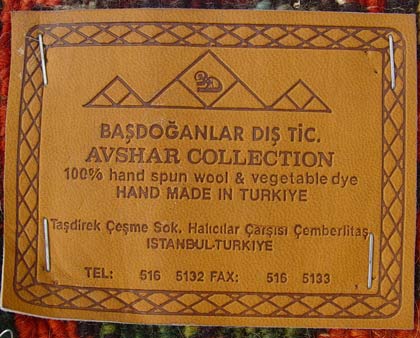 BAŞDOĞANLAR DIŞ TİC.
AVSHAR COLLECTION
100% hand spun wool & vegetable dye
HAND MADE IN TURKIYE
Taşdirek Çeşme Sok. Halıcılar Çarşısı Çemberlitaş
ISTANBUL-TURKIYE
TEL: 516 5132 FAX: 516 5133